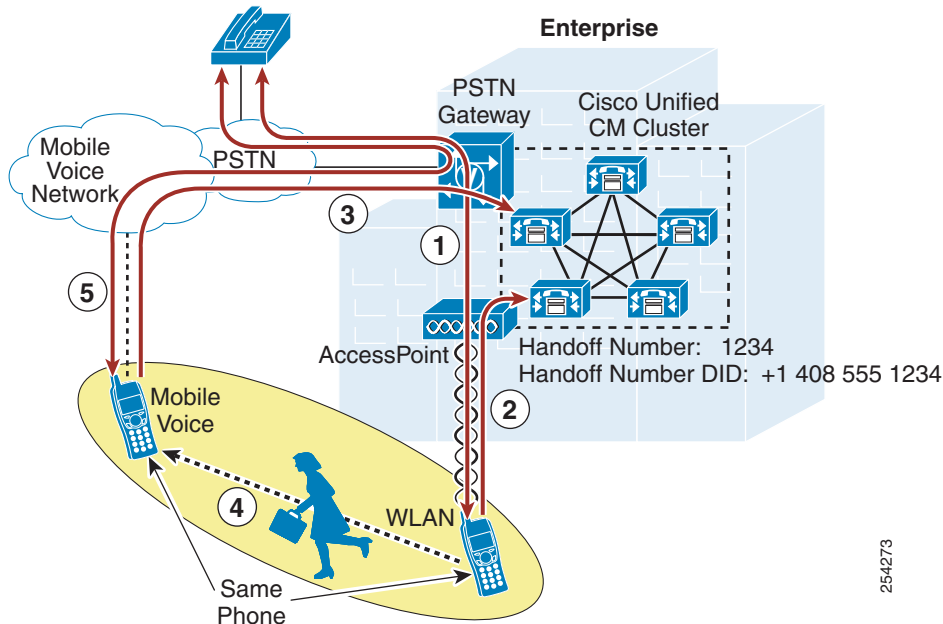 Enterprise
PSTN
Gateway
Cisco Unified
CM Cluster
Mobile
Voice
Network
PSTN
3
1
5
AccessPoint
Handoff Number: 1234
Handoff Number DID: +1 408 555 1234
2
Mobile
Voice
4
WLAN
Same
Phone
254273